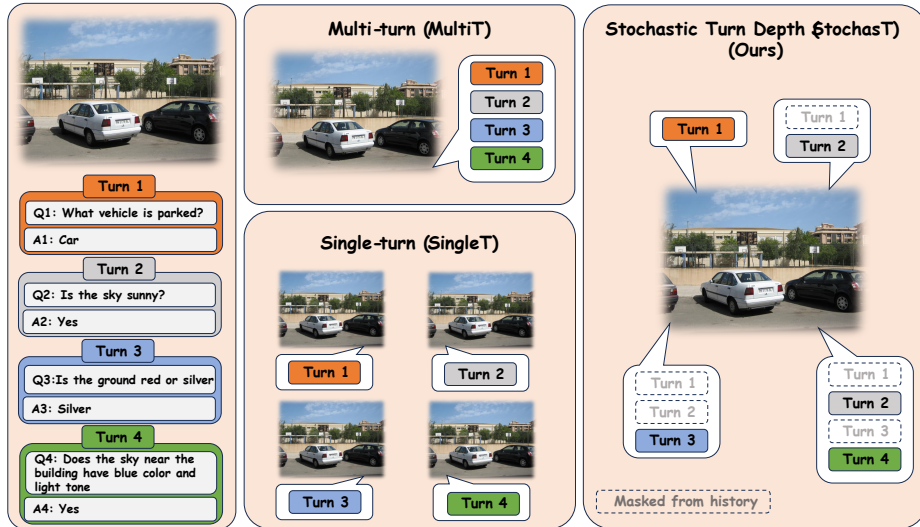 Turn 1
Q1: What vehicle is parked?
A1: Car
Turn 2
Q2: Is the sky sunny?
A2: Yes
Turn 3
Q3:Is the ground red or silver
A3: Silver
Turn 4
Q4: Does the sky near the
building have blue color and
light tone
A4: Yes
Multi-turn (MultiT)
Turn 1
Turn 2
Turn 3
Turn 4
Single-turn (SingleT)
Turn 1
Turn 2
Turn 3
Turn 4
Stochastic Turn Depth (StochasT)
(Ours)
Turn 1
Turn 1
Turn 2
Turn 1
Turn 2
Turn 3
Turn 1
Turn 2
Turn 3
Turn 4
Masked from history